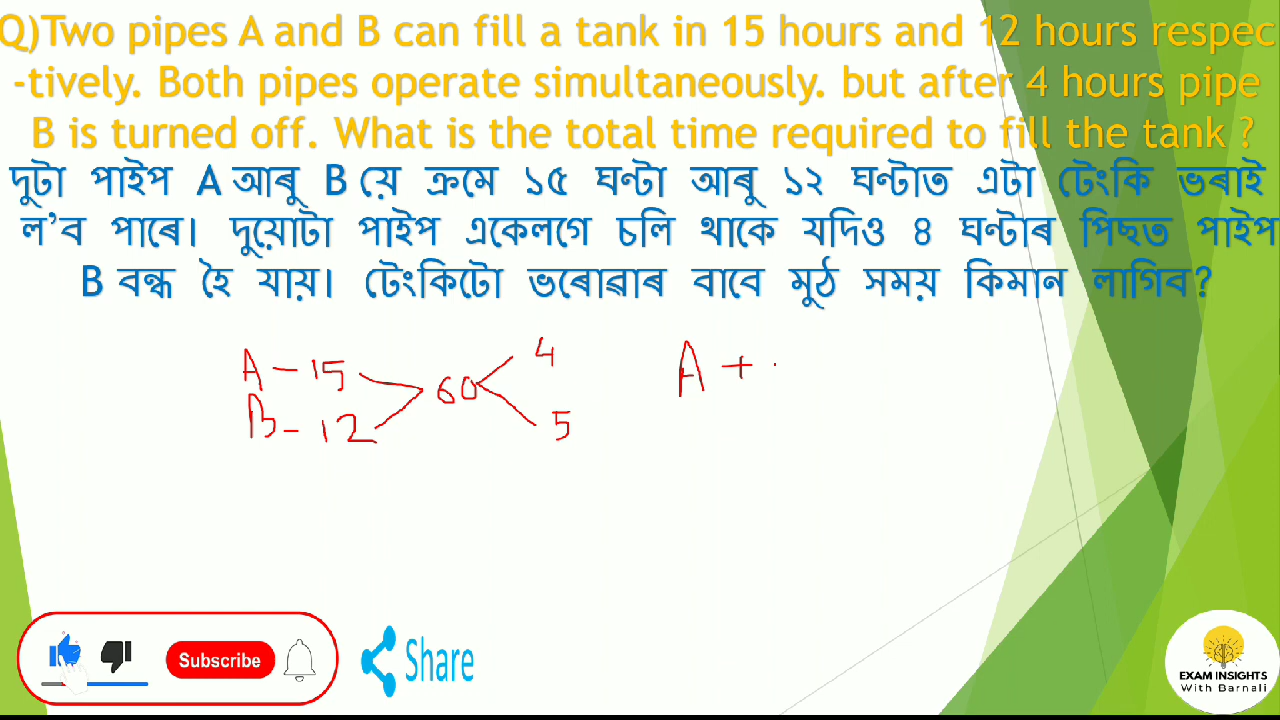 Q)Two pipes A and B can fill a tank in 15 hours and 12 hours respec
-tively. Both pipes operate simultaneously. but after 4 hours pipe
B is turned off. What is the total time required to fill the tank ?
দুটা পাইপ A আৰু B য়ে ক্ৰমে ১৫ ঘণ্টা আৰু ১২ ঘণ্টাত এটা টেংকি ভৰাই
ল’ব পাৰে। দুয়োটা পাইপ একেলগে চলি থাকে যদিও ৪ ঘণ্টাৰ পিছত পাইপ
B বন্ধ হৈ যায়। টেংকিটো ভৰোৱাৰ বাবে মুঠ সময় কিমান লাগিব?
A – 15
B – 12
60
4
5
A +
Subscribe
Share
EXAM INSIGHTS
With Barnali